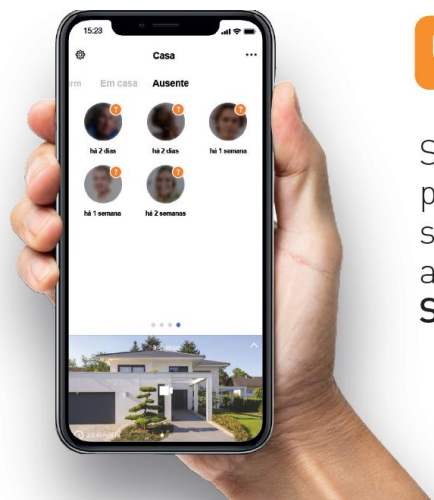 15:23
Casa
rm Em casa Ausente
? ? ?
há 2 dias há 2 dias há 1 semana
? ?
há 1 semana há 2 semanas
S
p
s
a
S